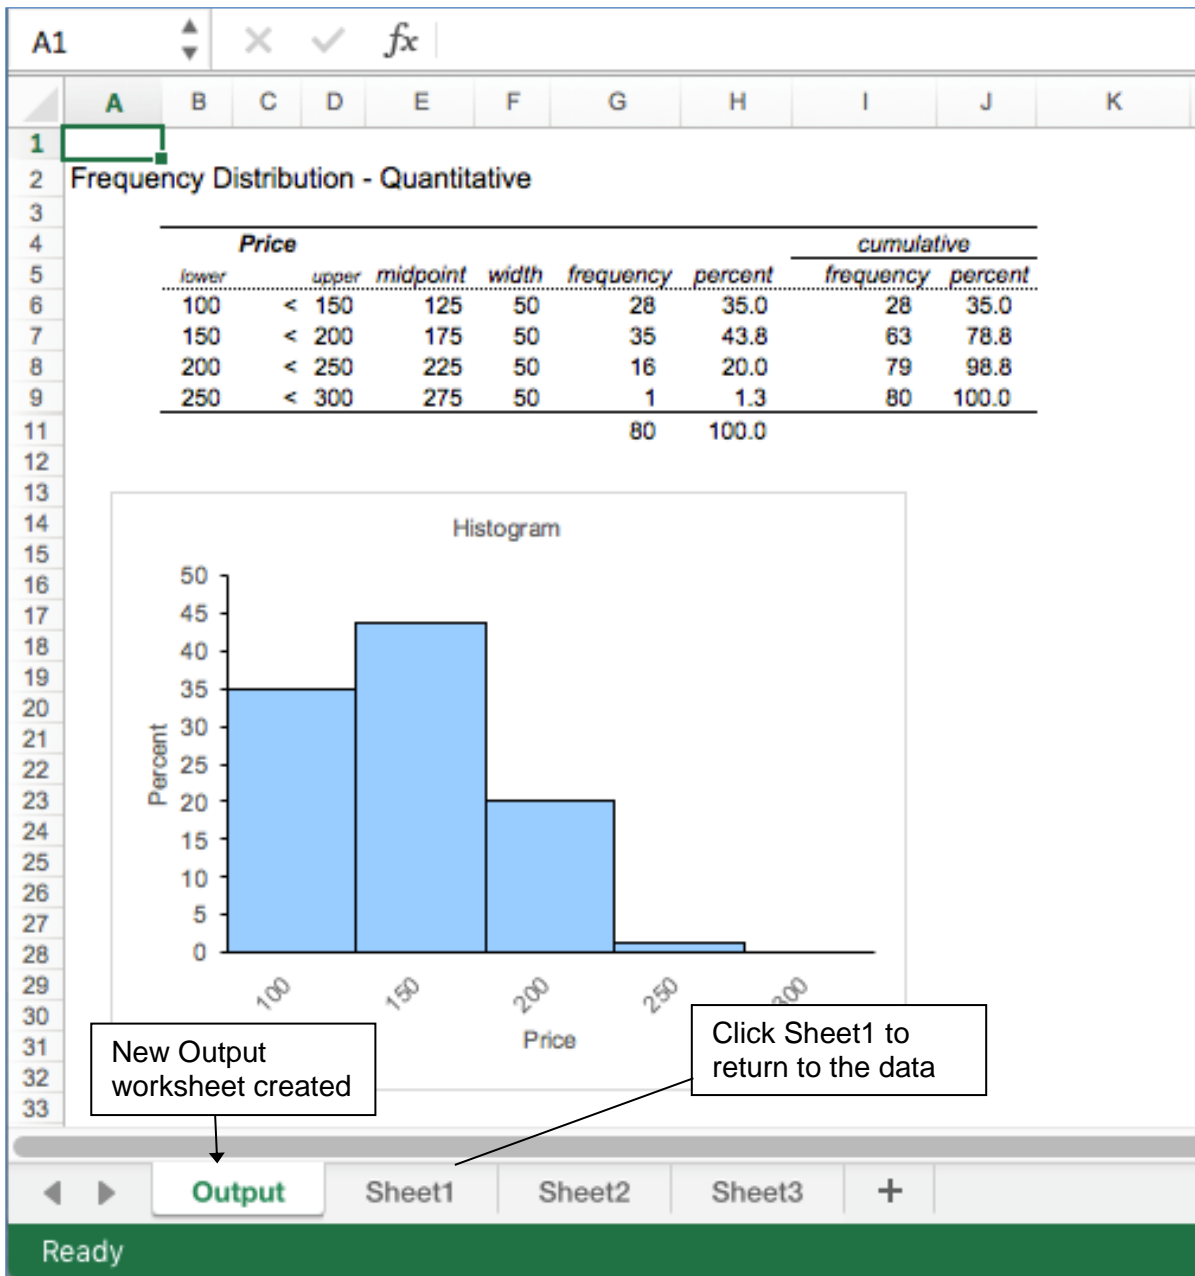 A1 fx
A B C D E F G H I J K
1
2 Frequency Distribution - Quantitative
3
4 Price cumulative
5 lower upper midpoint width frequency percent frequency percent
6 100 < 150 125 50 28 35.0 28 35.0
7 150 < 200 175 50 35 43.8 63 78.8
8 200 < 250 225 50 16 20.0 79 98.8
9 250 < 300 275 50 1 1.3 80 100.0
11 80 100.0
12
13
14 Histogram
15
16 50
17 45
18 40
19 35
20
21 30
22 25
23 20
24 15
25
26 10
27 5
28 0
29 100 150 200 250 300
30
31
32
33
Percent
Price
New Output
worksheet created
Click Sheet1 to
return to the data
Output Sheet1 Sheet2 Sheet3 +
Ready